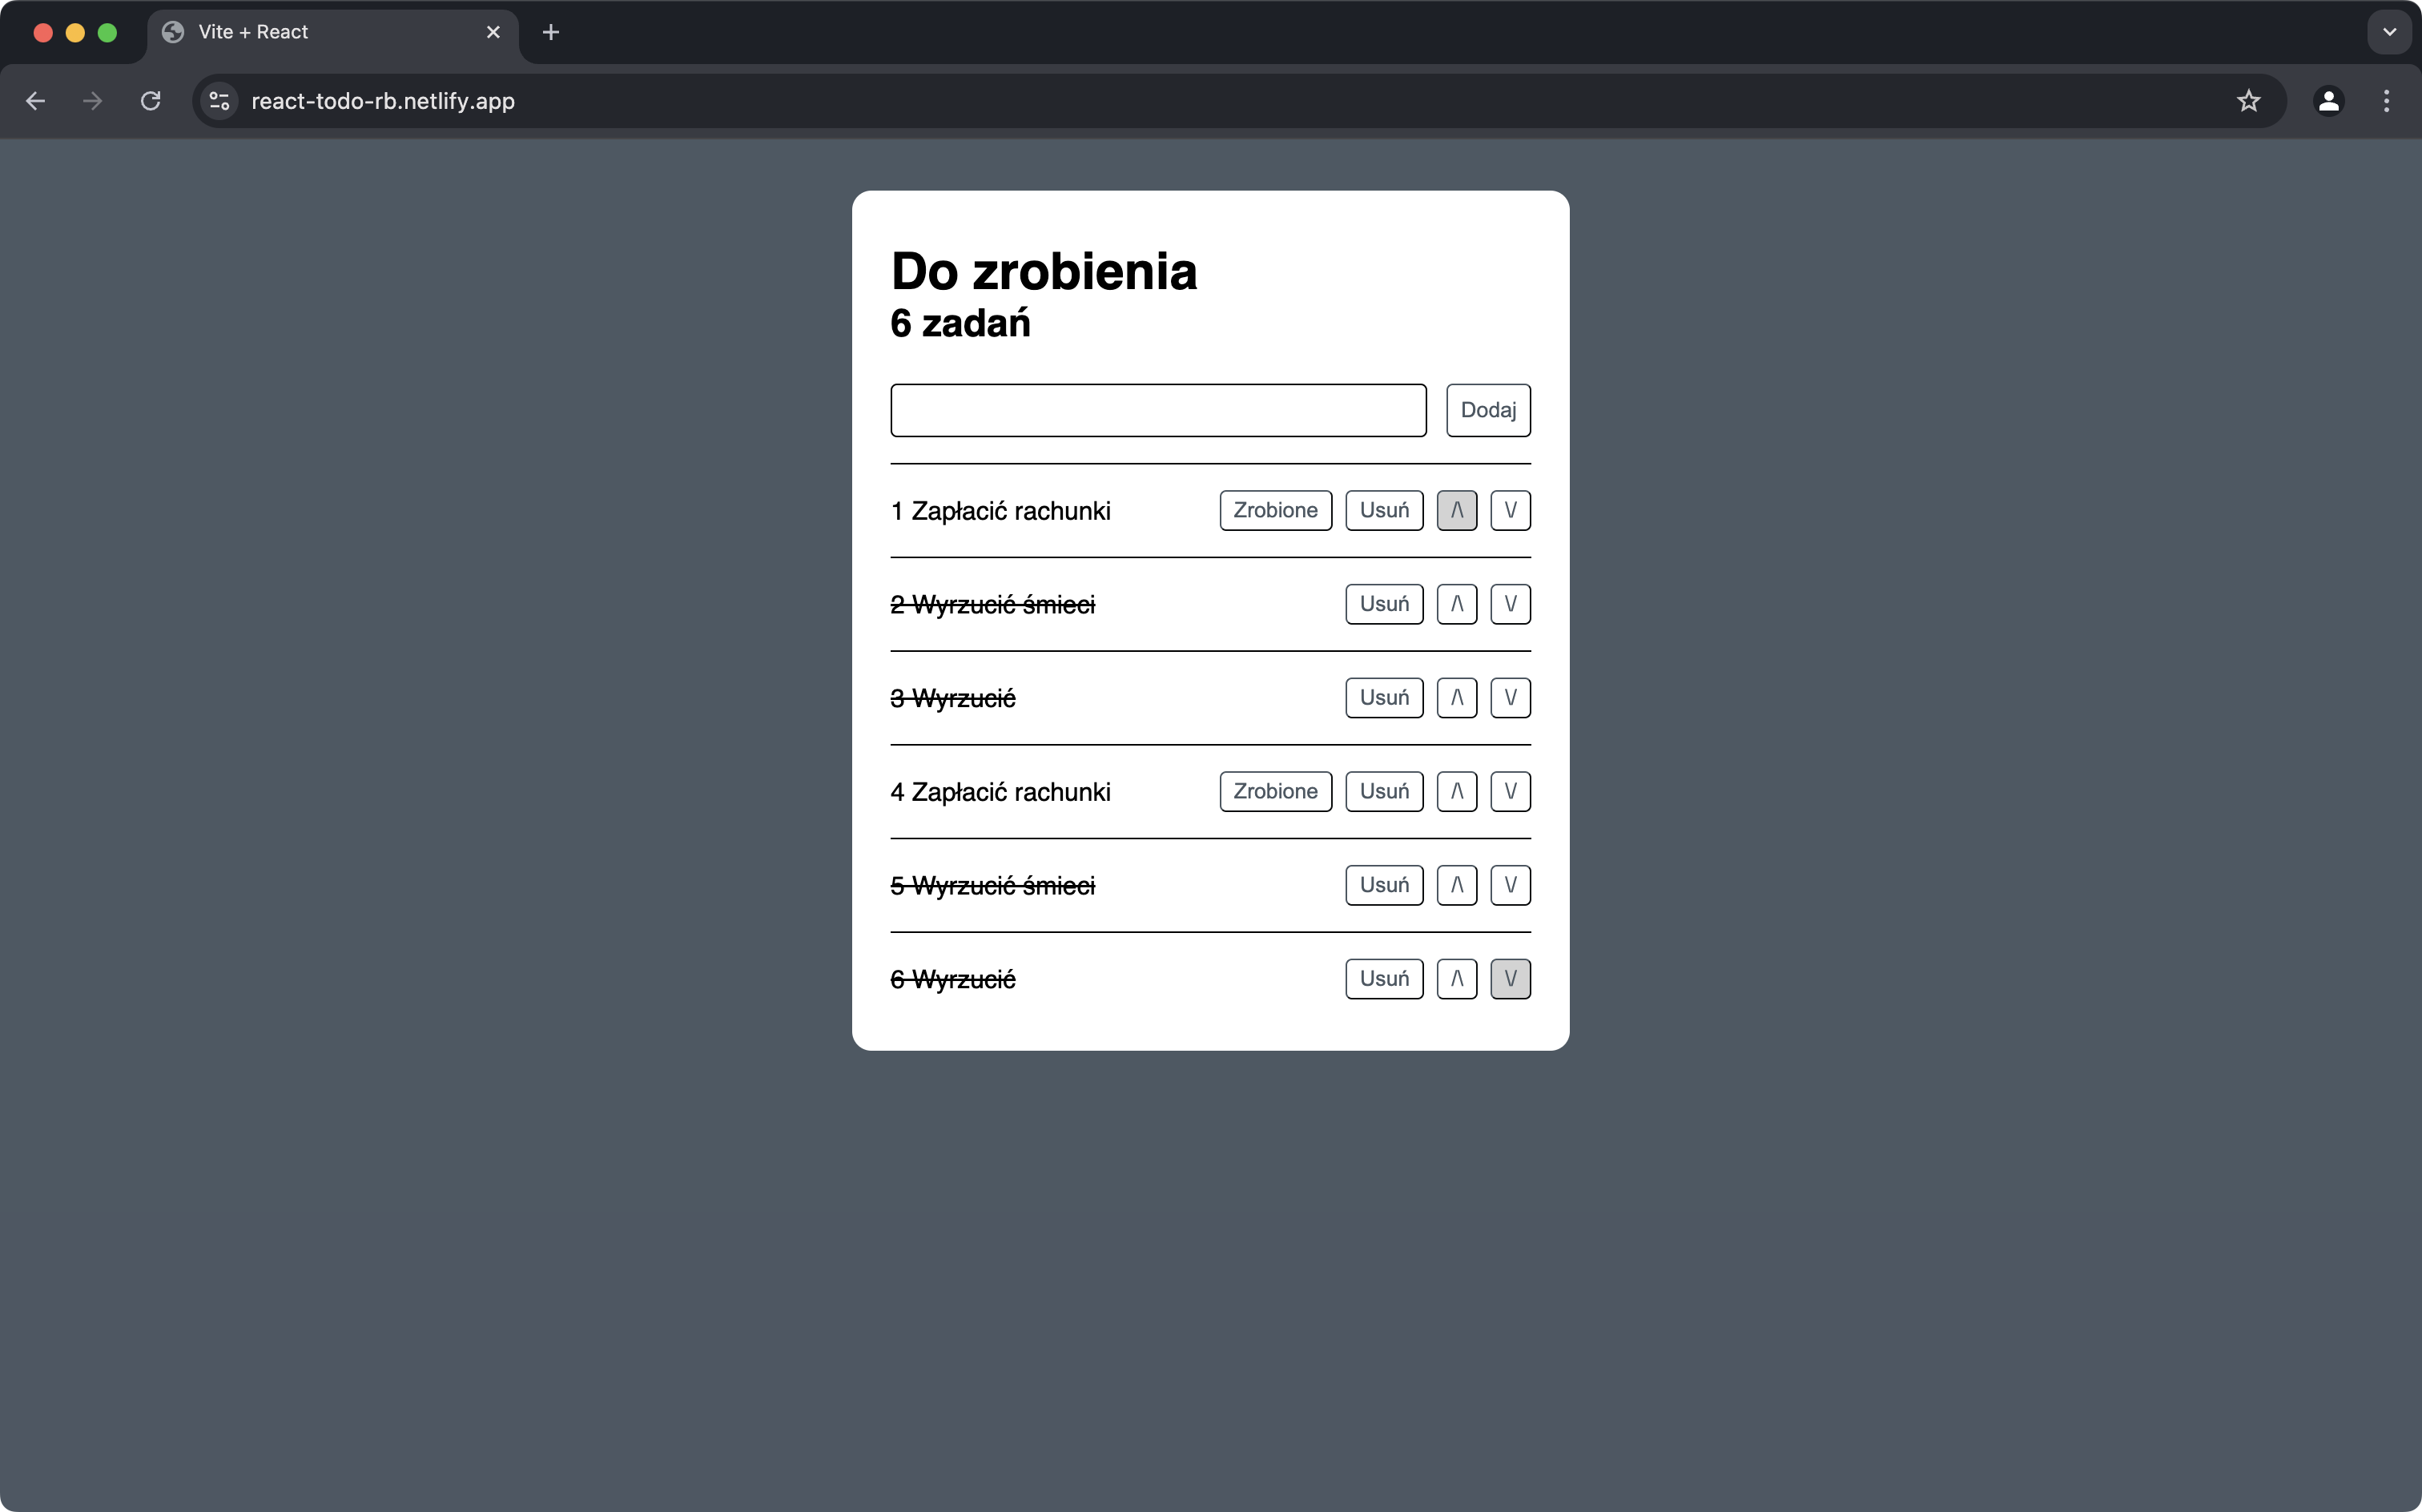 Vite + React
react-todo-rb.netlify.app
Do zrobienia
6 zadań
Dodaj
1 Zapłacić rachunki Zrobione Usuń /\ \/
2 Wyrzucić śmieci Usuń /\ \/
3 Wyrzucić Usuń /\ \/
4 Zapłacić rachunki Zrobione Usuń /\ \/
5 Wyrzucić śmieci Usuń /\ \/
6 Wyrzucić Usuń /\ \/